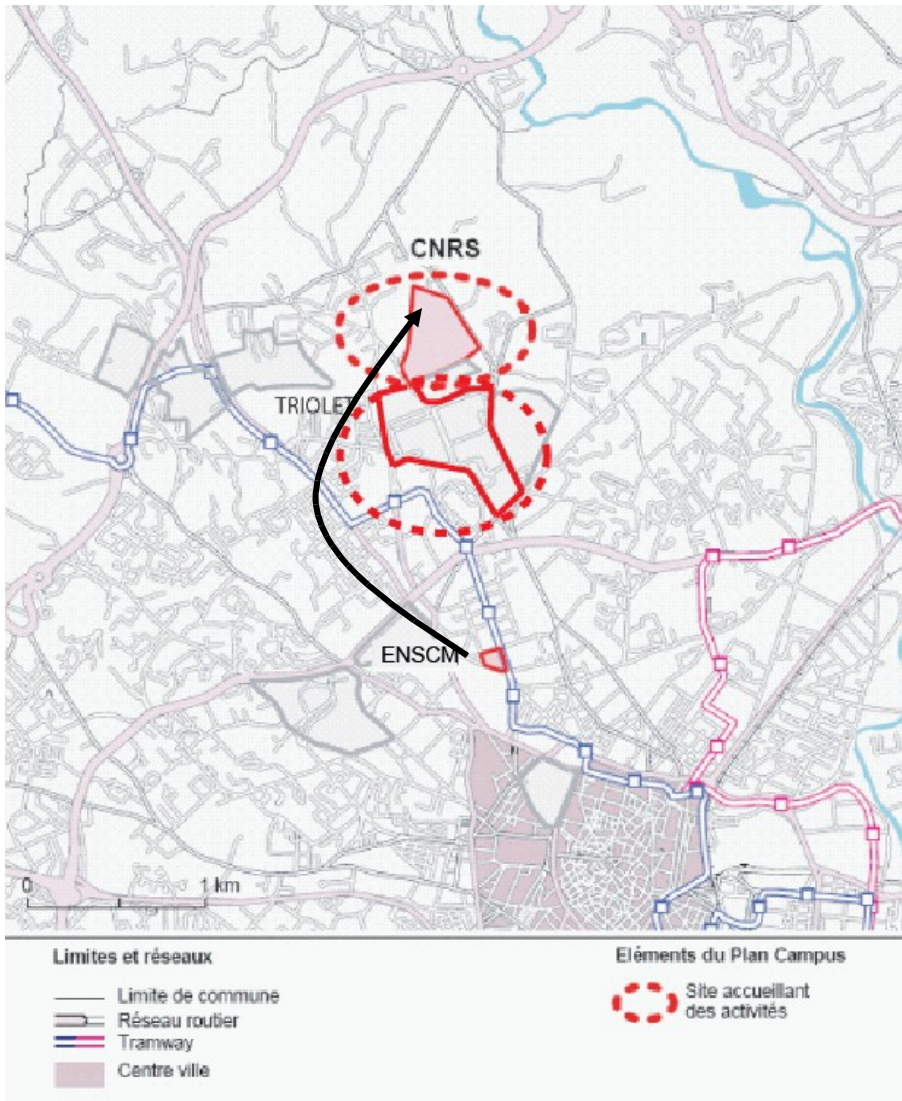 CNRS
TRIOLET
ENSCM
0 1 km
Limites et réseaux
Limite de commune
Réseau routier
Tramway
Centre ville
Eléments du Plan Campus
Site accueillant
des activités